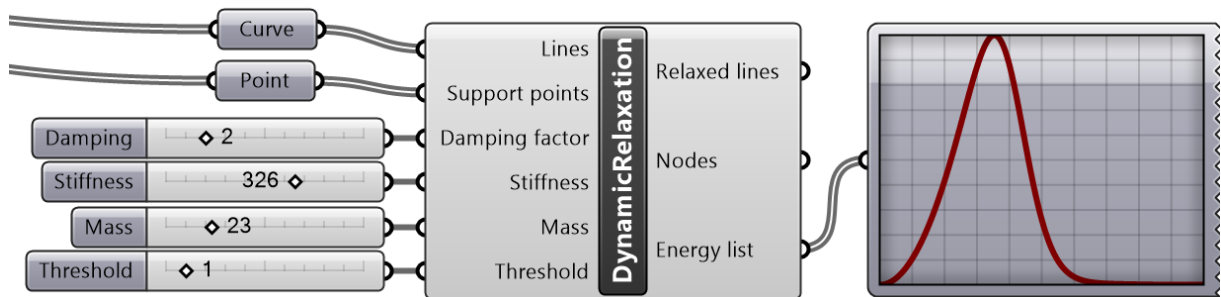 Curve
Point
Damping 2
Stiffness 326
Mass 23
Threshold 1
Lines
Support points
Damping factor
Stiffness
Mass
Threshold
DynamicRelaxation
Relaxed lines
Nodes
Energy list